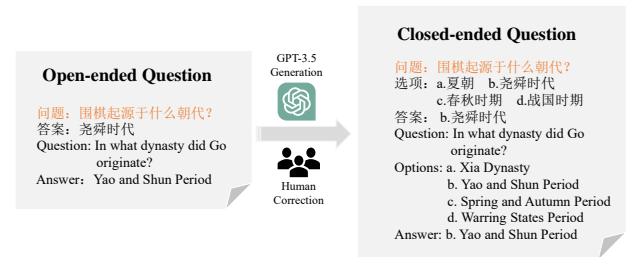 Open-ended Question
问题：围棋起源于什么朝代？
答案：尧舜时代
Question: In what dynasty did Go
originate?
Answer：Yao and Shun Period
GPT-3.5
Generation
Human
Correction
Closed-ended Question
问题：围棋起源于什么朝代？
选项：a.夏朝 b.尧舜时代
c.春秋时期 d.战国时期
答案： b.尧舜时代
Question: In what dynasty did Go
originate?
Options: a. Xia Dynasty
b. Yao and Shun Period
c. Spring and Autumn Period
d. Warring States Period
Answer: b. Yao and Shun Period